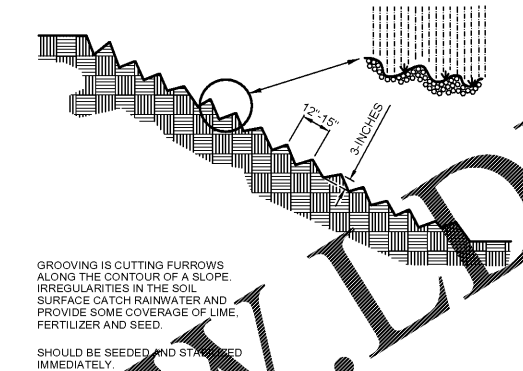 12"-15"
3-INCHES
GROOVING IS CUTTING FURROWS
ALONG THE CONTOUR OF A SLOPE.
IRREGULARITIES IN THE SOIL
SURFACE CATCH RAINWATER AND
PROVIDE SOME COVERAGE OF LIME,
FERTILIZER AND SEED.
SHOULD BE SEEDED AND STABILIZED
IMMEDIATELY.
W.LD